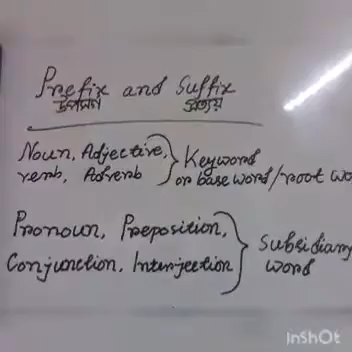 Prefix and Suffix
উপসর্গ প্রত্যয়
Noun, Adjective, Keyword
verb, Adverb or base word/root wo
Pronoun, Preposition, Subsidiary
Conjunction, Interjection word
InShOt